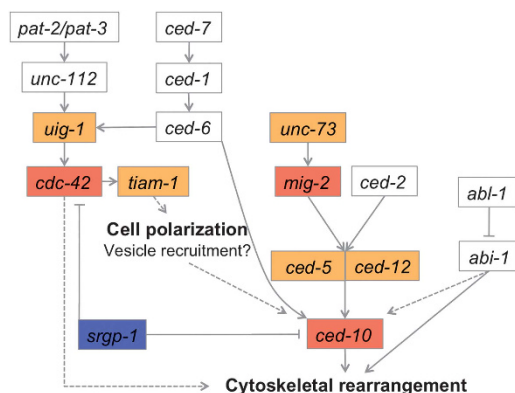 pat-2/pat-3
ced-7
unc-112
ced-1
uig-1
ced-6
unc-73
cdc-42
tiam-1
mig-2
ced-2
abl-1
Cell polarization
Vesicle recruitment?
ced-5
ced-12
abi-1
srgp-1
ced-10
Cytoskeletal rearrangement